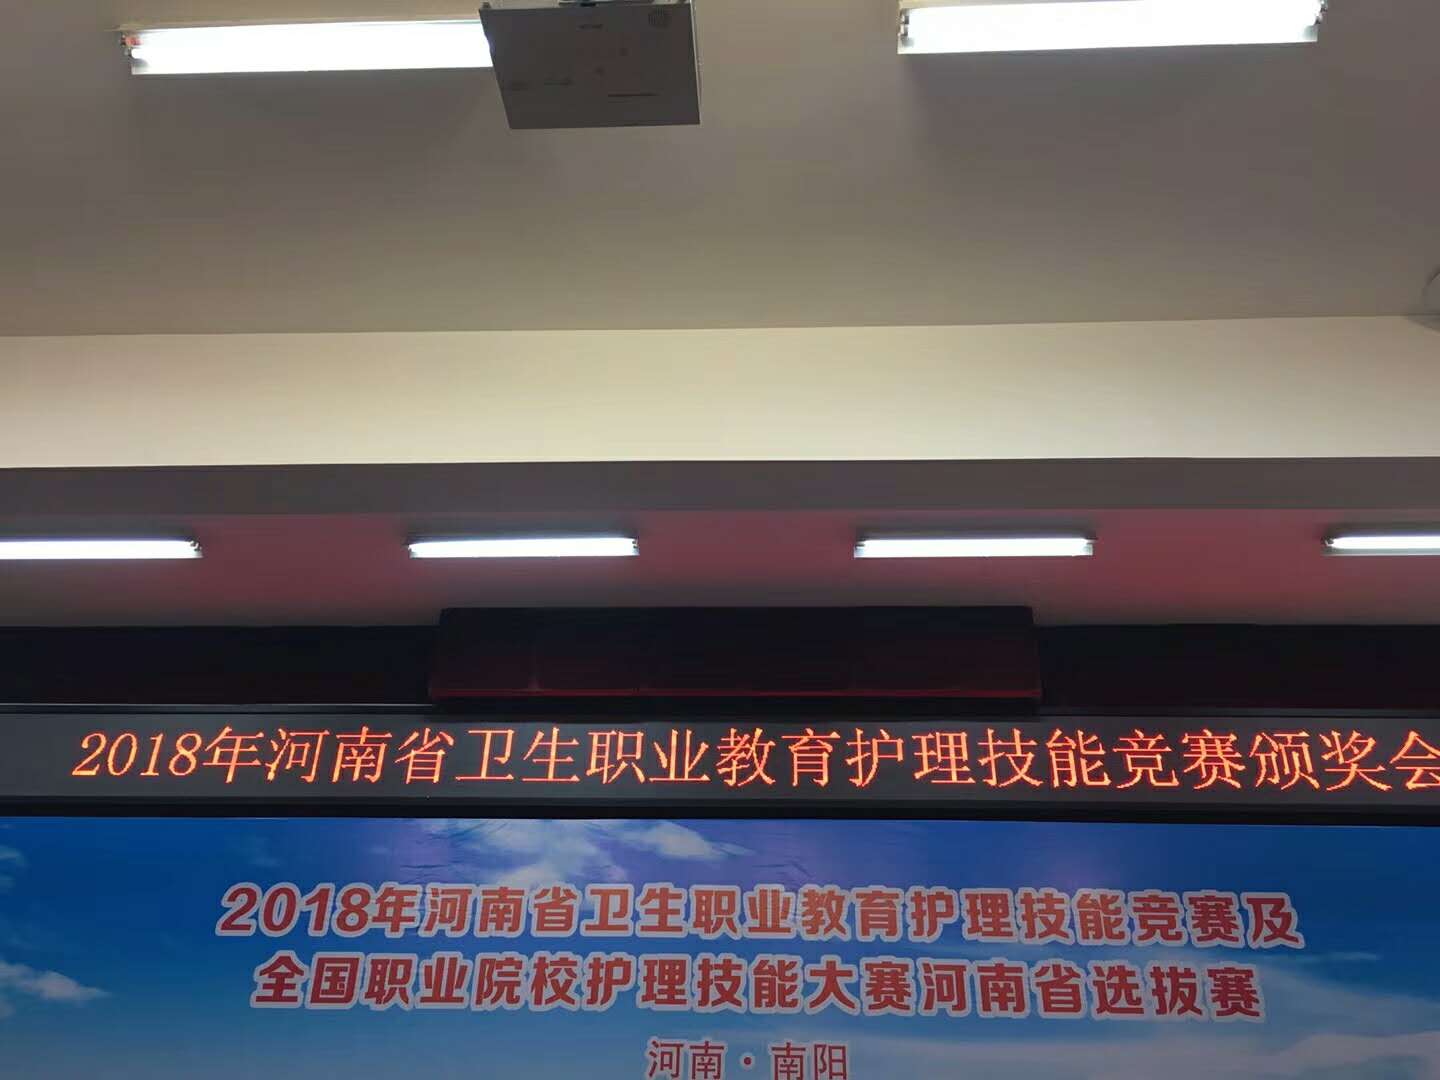 2018年河南省卫生职业教育护理技能竞赛颁奖会
2018年河南省卫生职业教育护理技能竞赛及
全国职业院校护理技能大赛河南省选拔赛
河南·南阳